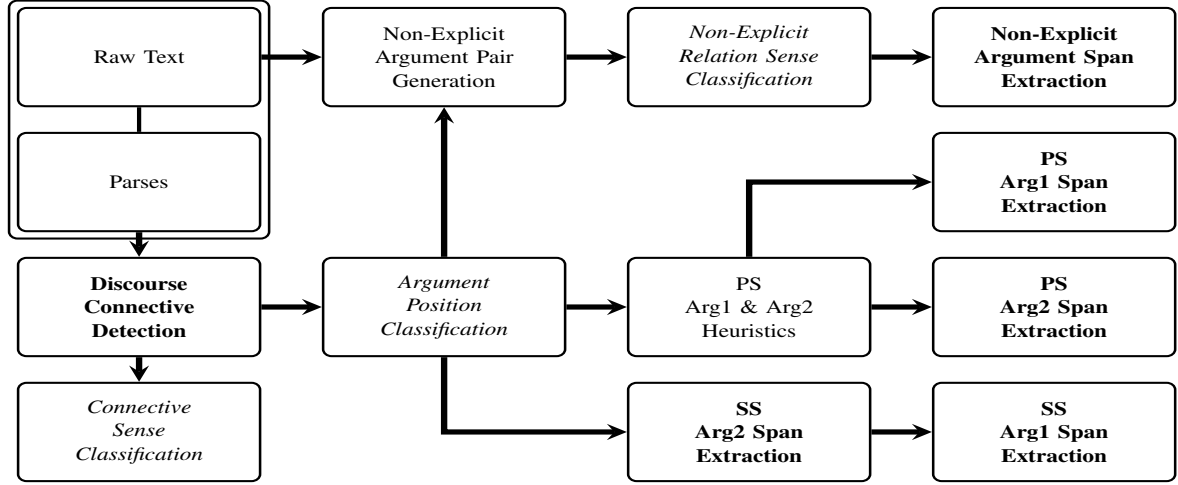 Raw Text
Non-Explicit
Argument Pair
Generation
Non-Explicit
Relation Sense
Classification
Non-Explicit
Argument Span
Extraction
Parses
PS
Arg1 Span
Extraction
Discourse
Connective
Detection
Argument
Position
Classification
PS
Arg1 & Arg2
Heuristics
PS
Arg2 Span
Extraction
Connective
Sense
Classification
SS
Arg2 Span
Extraction
SS
Arg1 Span
Extraction